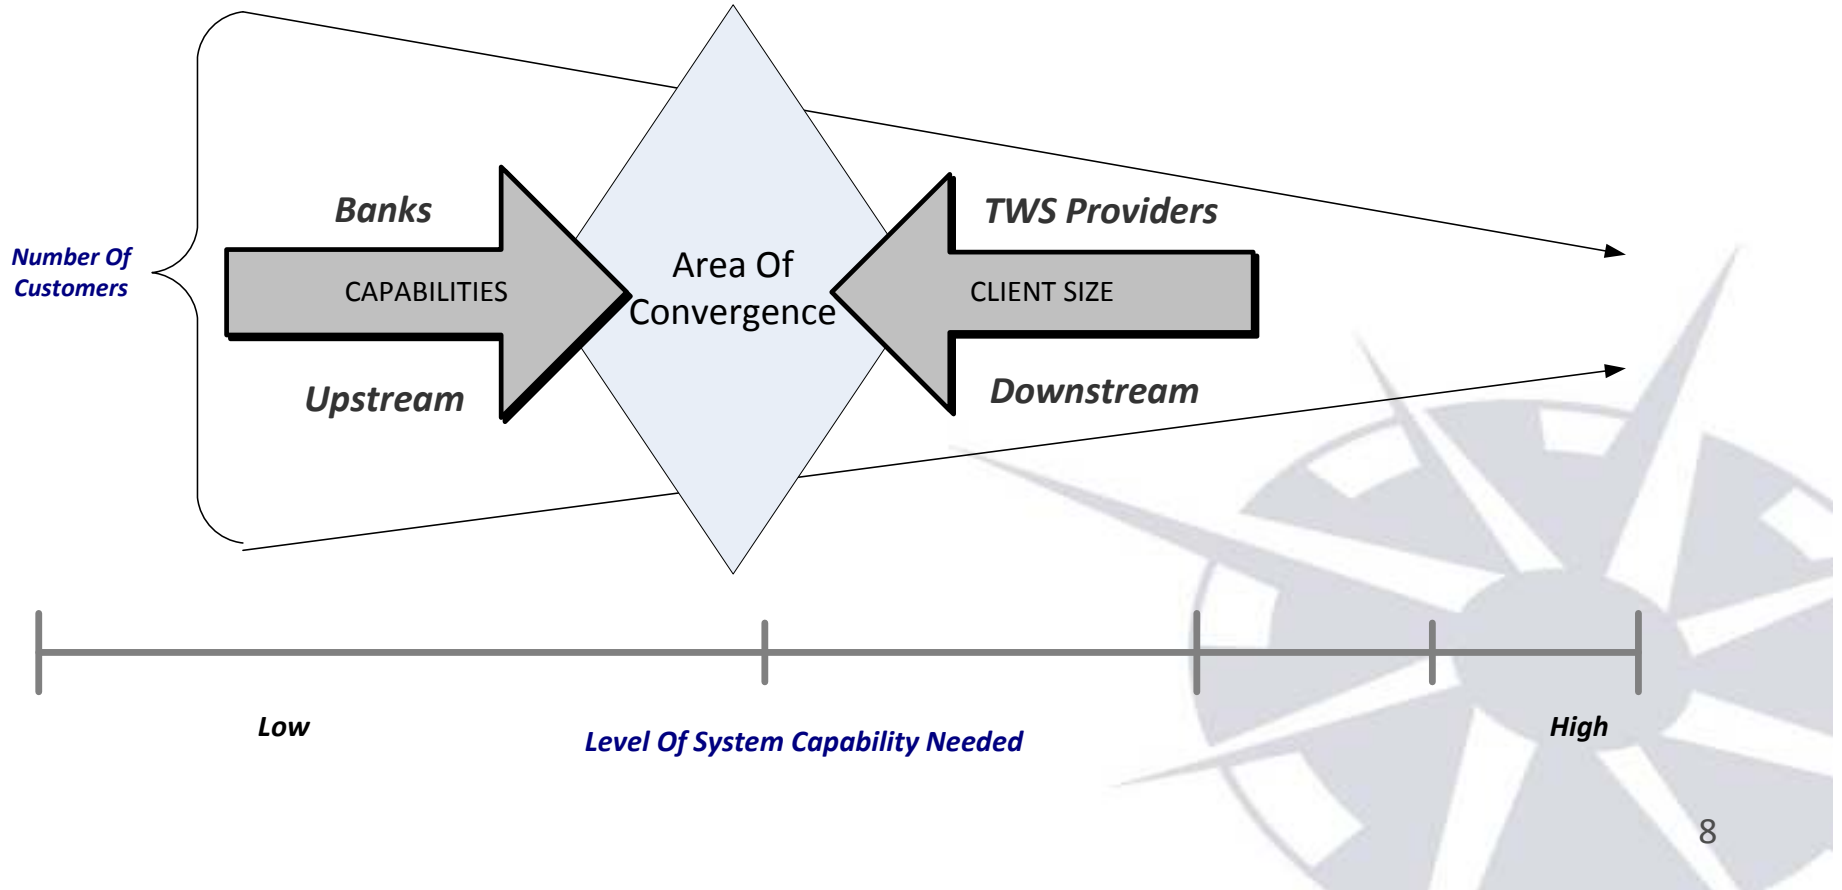 Banks
TWS Providers
Number Of
Customers
CAPABILITIES
Area Of
Convergence
CLIENT SIZE
Upstream
Downstream
Low
Level Of System Capability Needed
High
8